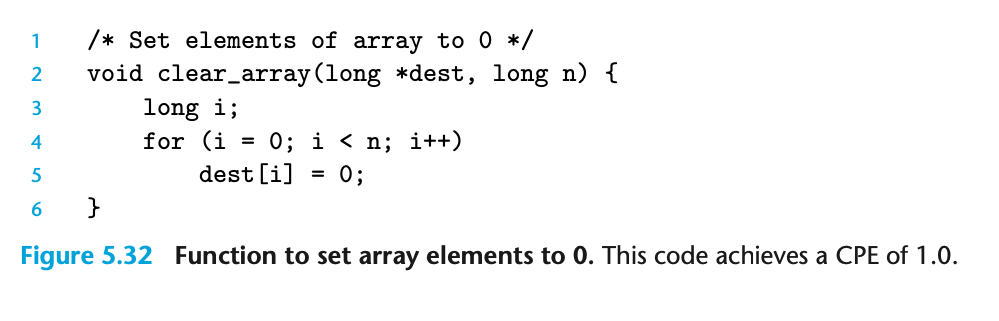 1 /* Set elements of array to 0 */
2 void clear_array(long *dest, long n) {
3 long i;
4 for (i = 0; i < n; i++)
5 dest[i] = 0;
6 }
Figure 5.32 Function to set array elements to 0. This code achieves a CPE of 1.0.